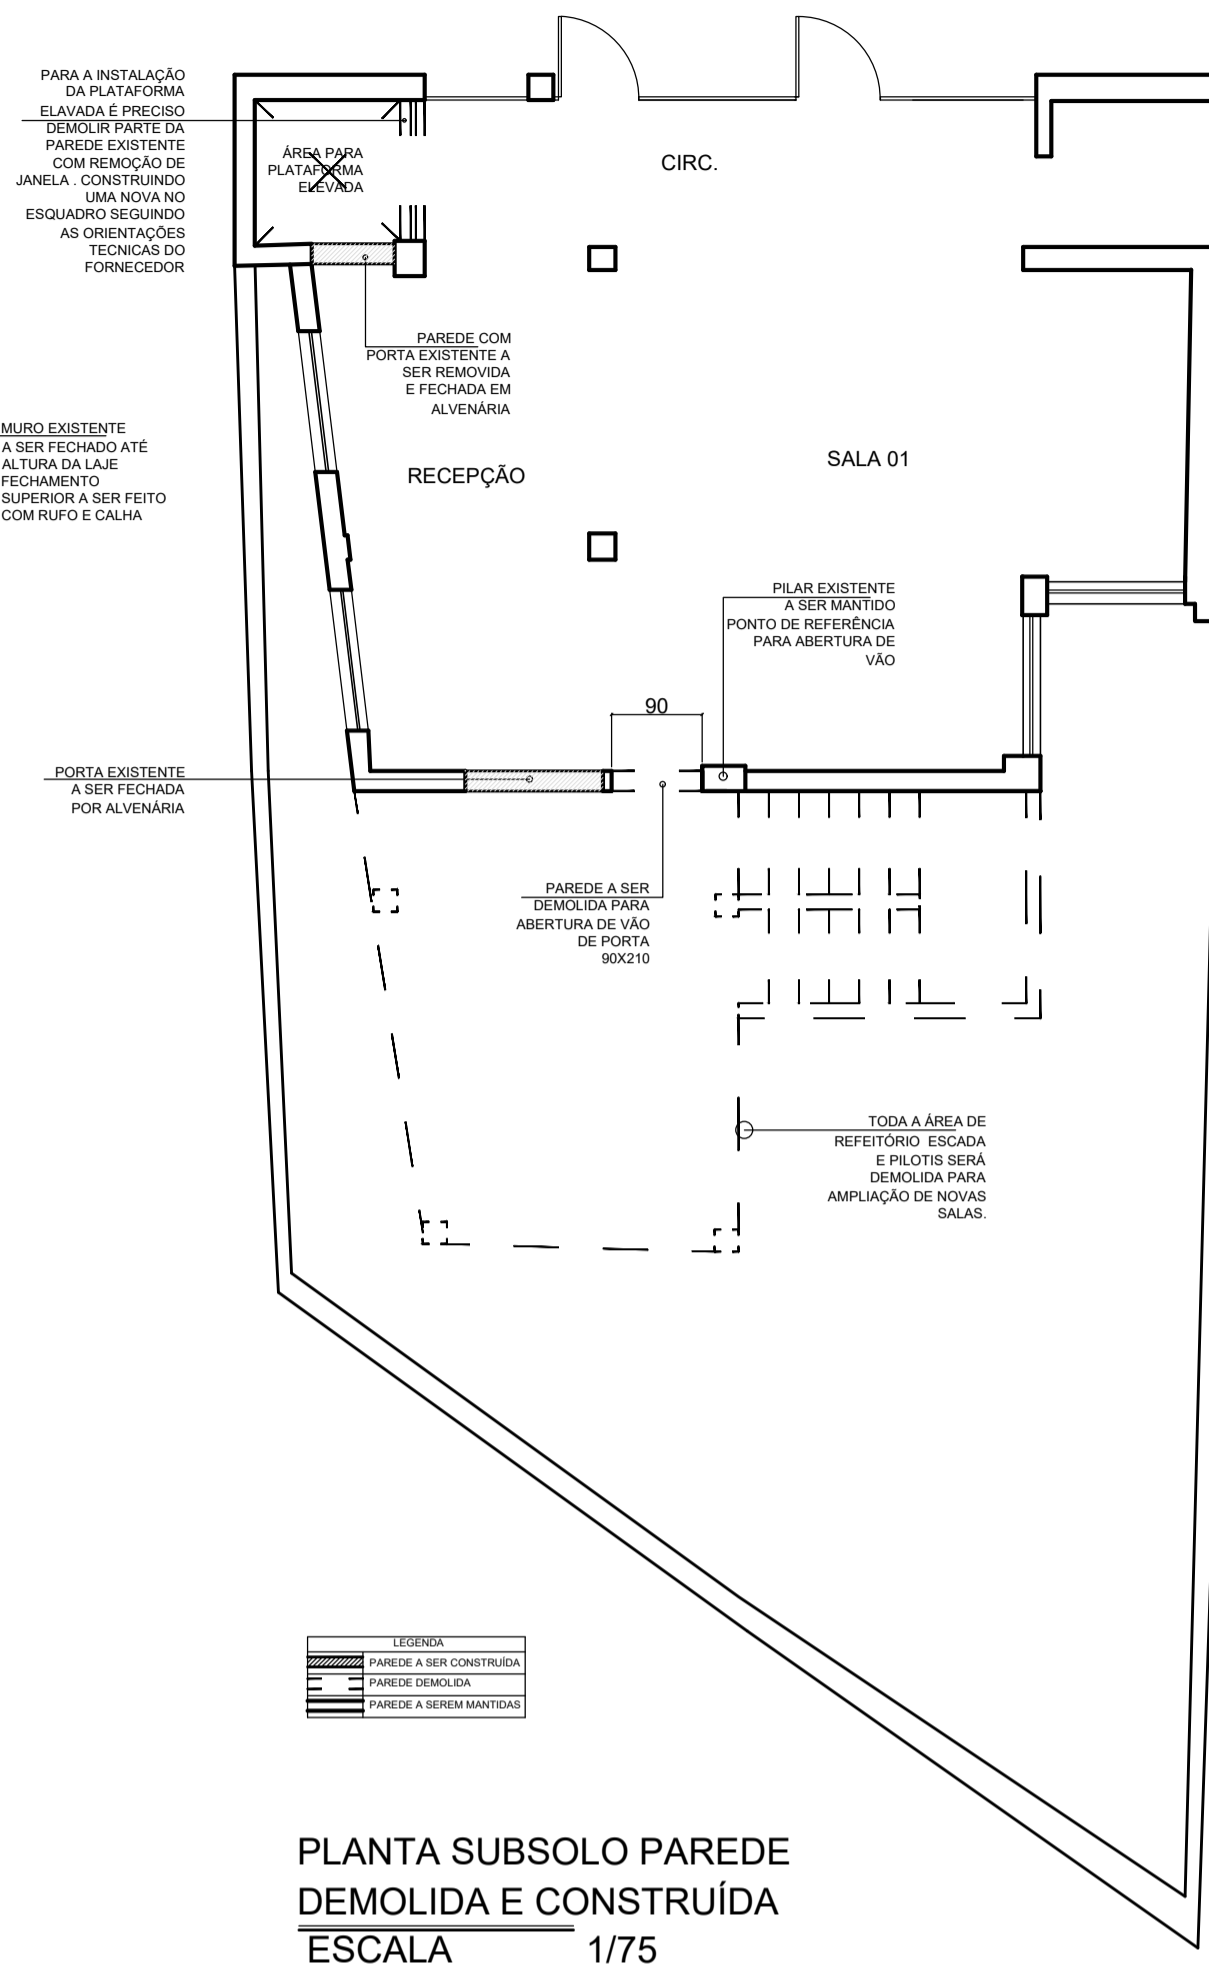 PARA A INSTALAÇÃO
DA PLATAFORMA
ELAVADA É PRECISO
DEMOLIR PARTE DA
PAREDE EXISTENTE
COM REMOÇÃO DE
JANELA . CONSTRUINDO
UMA NOVA NO
ESQUADRO SEGUINDO
AS ORIENTAÇÕES
TECNICAS DO
FORNECEDOR
ÁREA PARA
PLATAFORMA
ELEVADA
CIRC.
PAREDE COM
PORTA EXISTENTE A
SER REMOVIDA
E FECHADA EM
ALVENÁRIA
MURO EXISTENTE
A SER FECHADO ATÉ
ALTURA DA LAJE
FECHAMENTO
SUPERIOR A SER FEITO
COM RUFO E CALHA
RECEPÇÃO
SALA 01
PILAR EXISTENTE
A SER MANTIDO
PONTO DE REFERÊNCIA
PARA ABERTURA DE
VÃO
90
PORTA EXISTENTE
A SER FECHADA
POR ALVENÁRIA
PAREDE A SER
DEMOLIDA PARA
ABERTURA DE VÃO
DE PORTA
90X210
TODA A ÁREA DE
REFEITÓRIO ESCADA
E PILOTIS SERÁ
DEMOLIDA PARA
AMPLIAÇÃO DE NOVAS
SALAS.
LEGENDA
PAREDE A SER CONSTRUÍDA
PAREDE DEMOLIDA
PAREDE A SEREM MANTIDAS
PLANTA SUBSOLO PAREDE
DEMOLIDA E CONSTRUÍDA
ESCALA 1/75